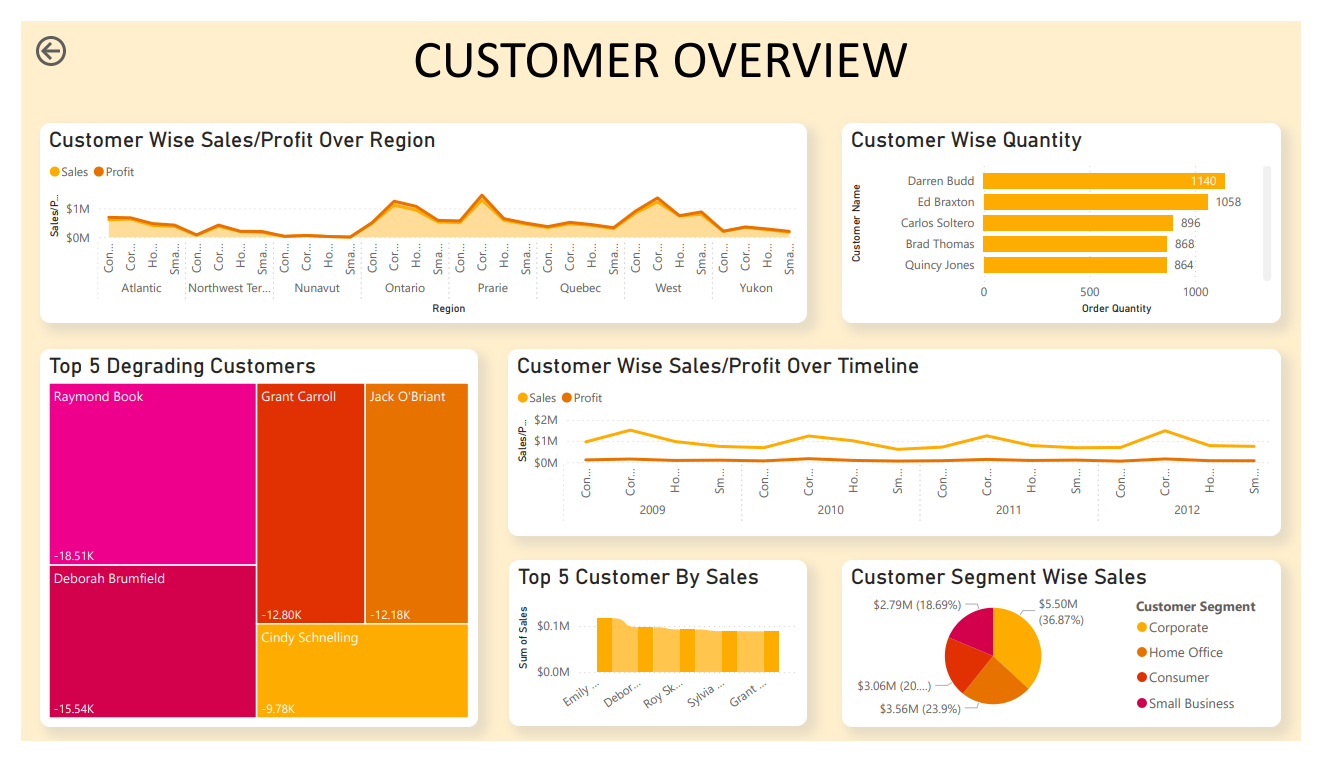 CUSTOMER OVERVIEW
Customer Wise Sales/Profit Over Region
Sales Profit
Sales/P...
$1M
$0M
Con... Cor... Ho... Sma... Con... Cor... Ho... Sma... Con... Cor... Ho... Sma... Con... Cor... Ho... Sma... Con... Cor... Ho... Sma... Con... Cor... Ho... Sma... Con... Cor... Ho... Sma... Con... Cor... Ho... Sma...
Atlantic Northwest Ter... Nunavut Ontario Prarie Quebec West Yukon
Region
Customer Wise Quantity
Customer Name
Darren Budd 1140
Ed Braxton 1058
Carlos Soltero 896
Brad Thomas 868
Quincy Jones 864
0 500 1000
Order Quantity
Top 5 Degrading Customers
Raymond Book
-18.51K
Deborah Brumfield
-15.54K
Grant Carroll
-12.80K
Jack O'Briant
-12.18K
Cindy Schnelling
-9.78K
Customer Wise Sales/Profit Over Timeline
Sales Profit
Sales/P...
$2M
$1M
$0M
Con... Cor... Ho... Sm... Con... Cor... Ho... Sm... Con... Cor... Ho... Sm... Con... Cor... Ho... Sm...
2009 2010 2011 2012
Top 5 Customer By Sales
Sum of Sales
$0.1M
$0.0M
Emily ... Debor... Roy Sk... Sylvia ... Grant ...
Customer Segment Wise Sales
$2.79M (18.69%)
$5.50M
(36.87%)
$3.06M (20....)
$3.56M (23.9%)
Customer Segment
Corporate
Home Office
Consumer
Small Business